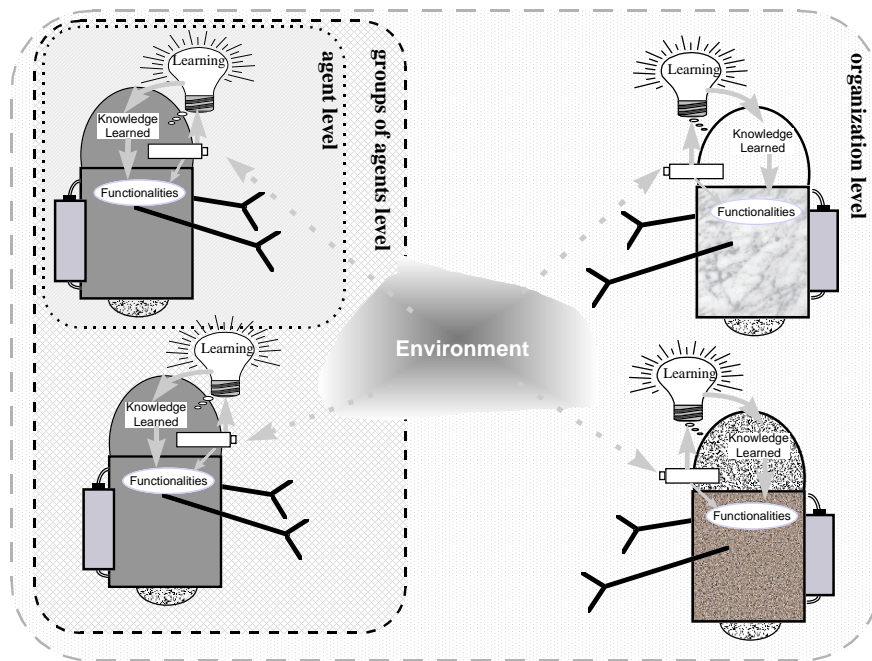 Learning
Knowledge
Learned
Functionalities
agent level
groups of agents level
Learning
Knowledge
Learned
Functionalities
organization level
Environment
Learning
Knowledge
Learned
Functionalities
Learning
Knowledge
Learned
Functionalities